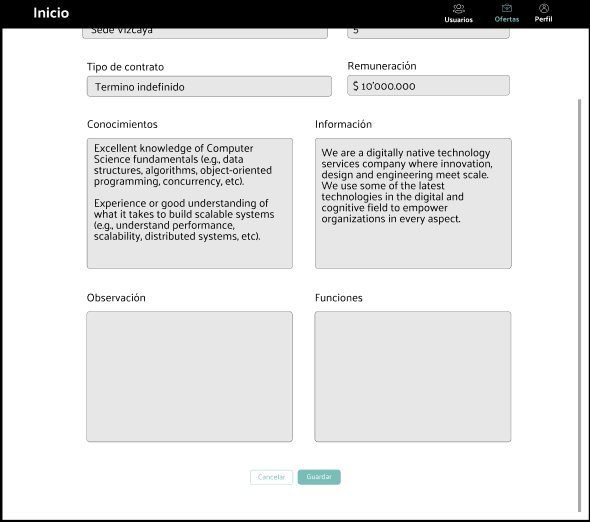 Inicio
Usuarios
Ofertas
Perfil
Sede Vizcaya
5
Tipo de contrato
Remuneración
Termino indefinido
$ 10'000.000
Conocimientos
Información
Excellent knowledge of Computer
Science fundamentals (e.g., data
structures, algorithms, object-oriented
programming, concurrency, etc).
Experience or good understanding of
what it takes to build scalable systems
(e.g., understand performance,
scalability, distributed systems, etc).
We are a digitally native technology
services company where innovation,
design and engineering meet scale.
We use some of the latest
technologies in the digital and
cognitive field to empower
organizations in every aspect.
Observación
Funciones
Cancelar
Guardar